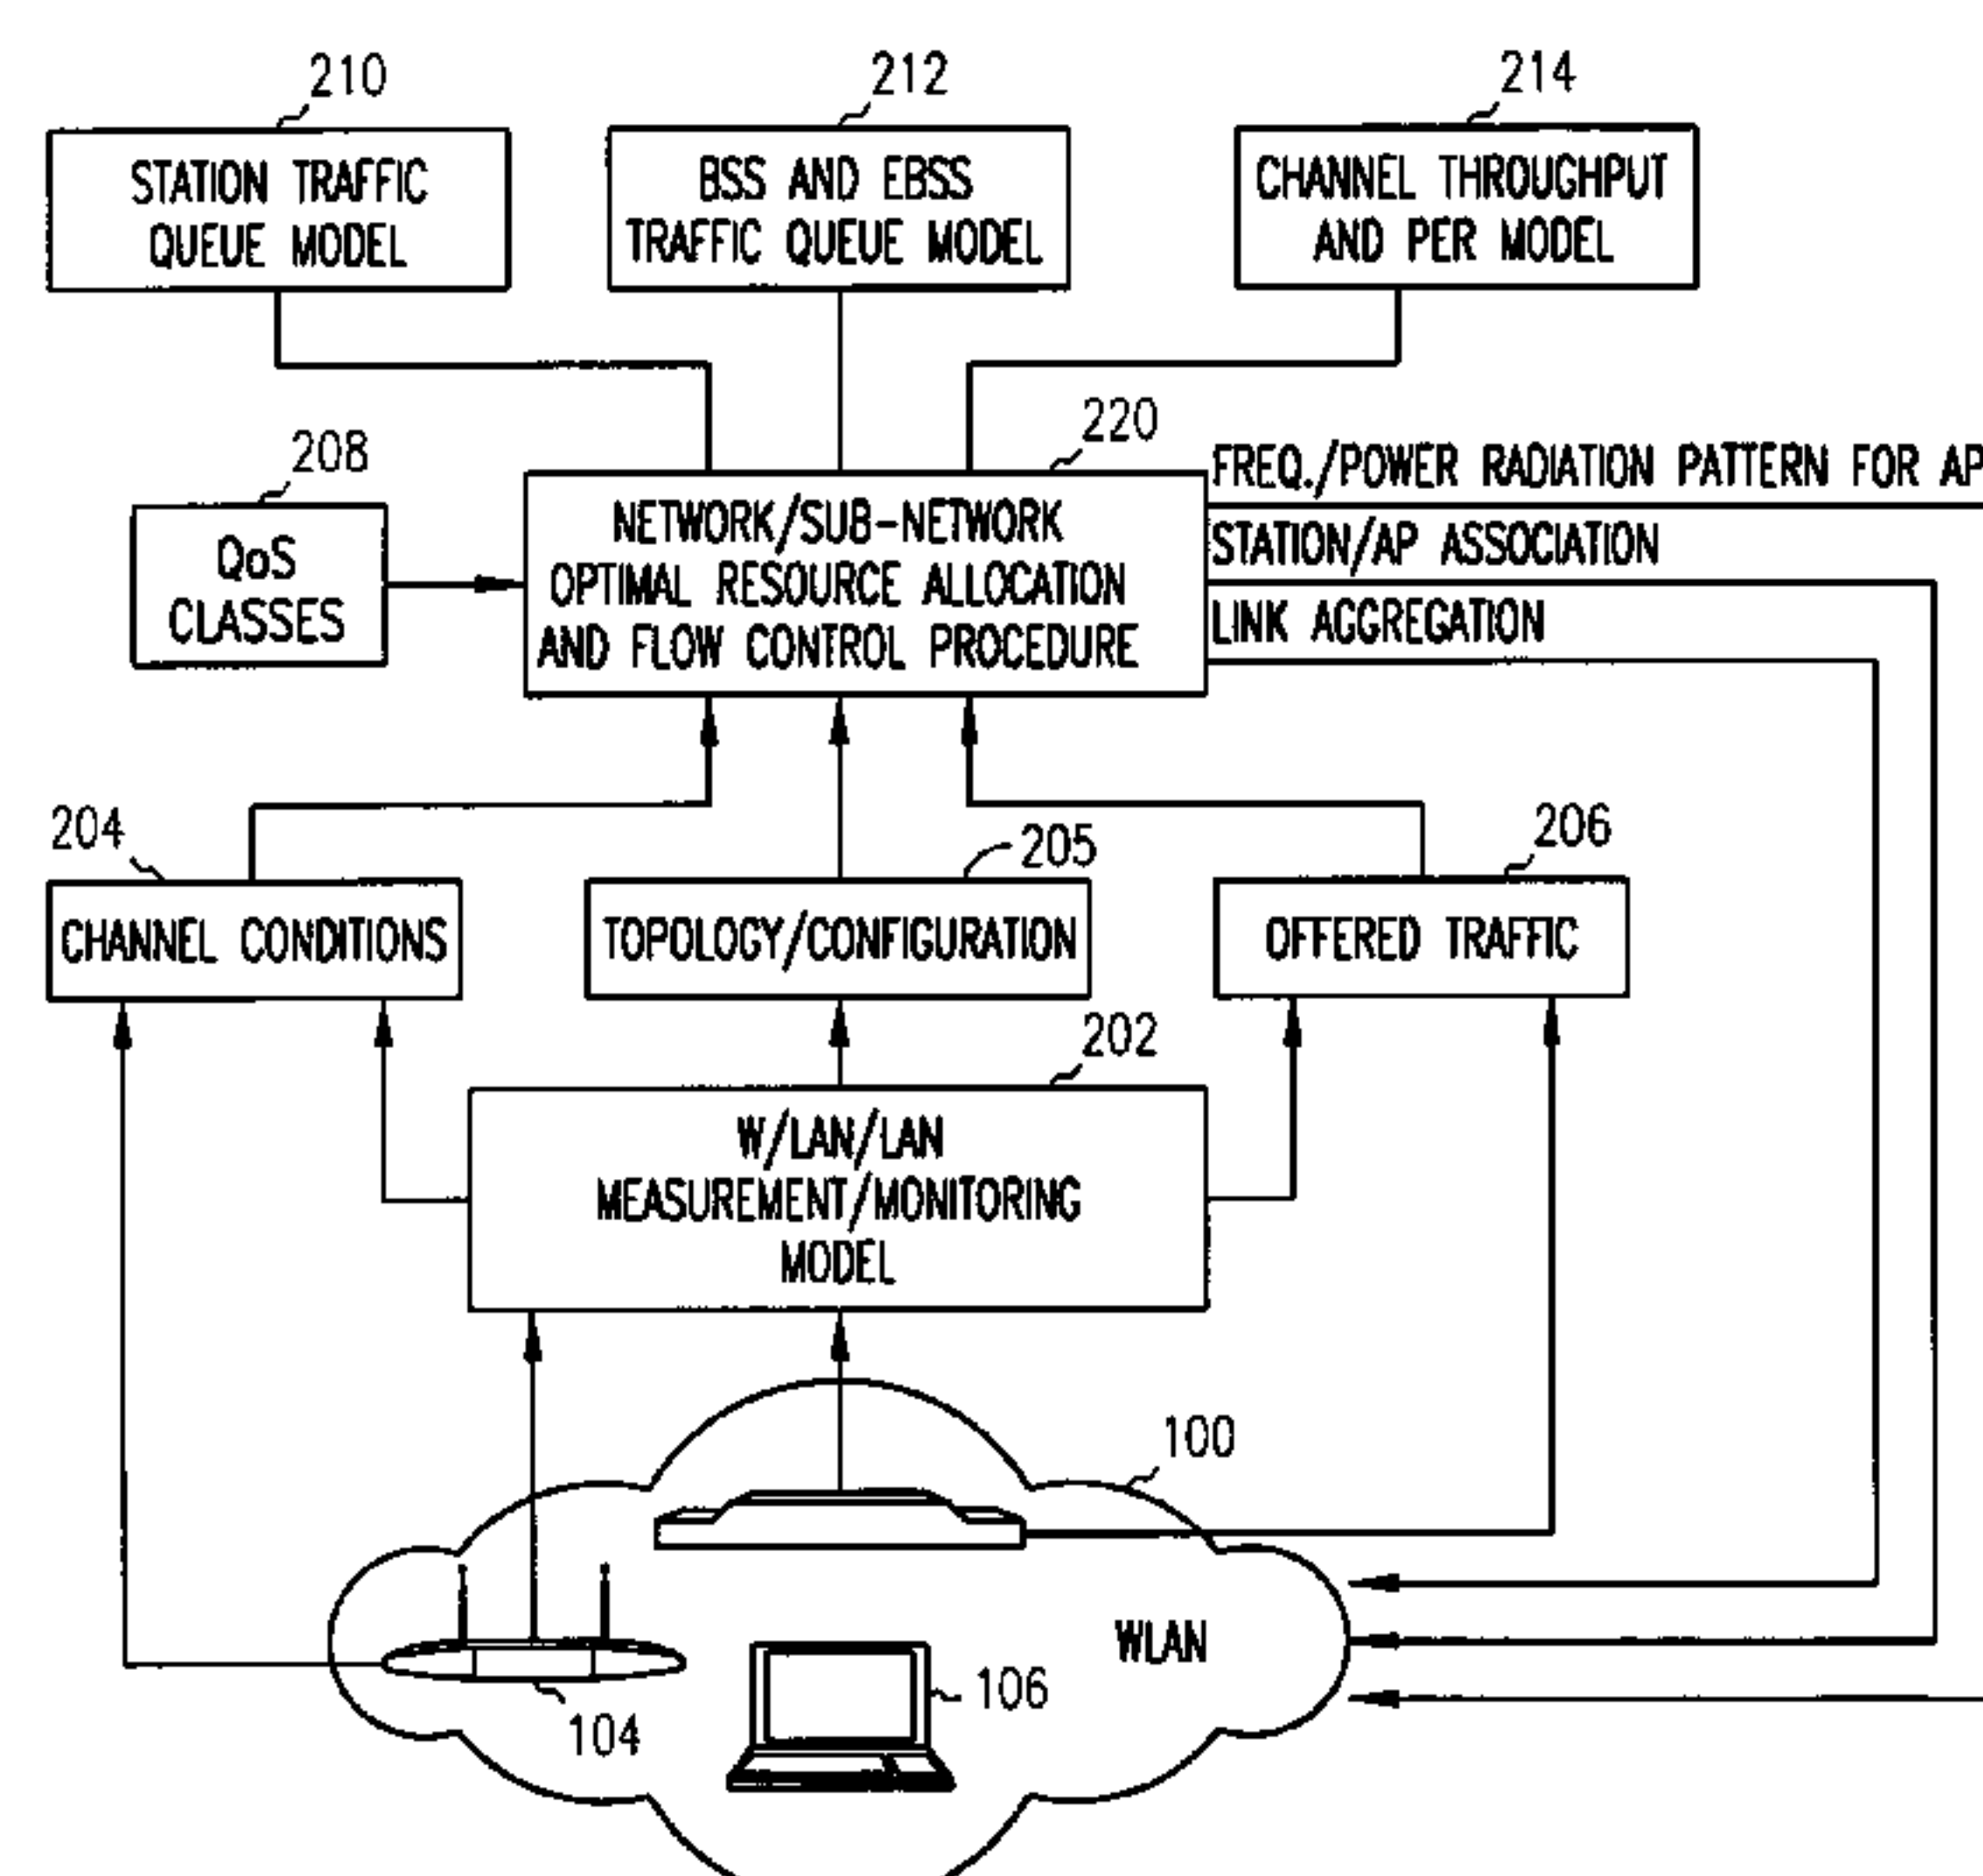 210
212
214
STATION TRAFFIC
QUEUE MODEL
BSS AND EBSS
TRAFFIC QUEUE MODEL
CHANNEL THROUGHPUT
AND PER MODEL
208
220
QoS
CLASSES
NETWORK/SUB-NETWORK
OPTIMAL RESOURCE ALLOCATION
AND FLOW CONTROL PROCEDURE
FREQ./POWER RADIATION PATTERN FOR AP
STATION/AP ASSOCIATION
LINK AGGREGATION
204
205
206
CHANNEL CONDITIONS
TOPOLOGY/CONFIGURATION
OFFERED TRAFFIC
202
W/LAN/LAN
MEASUREMENT/MONITORING
MODEL
100
WLAN
104
106